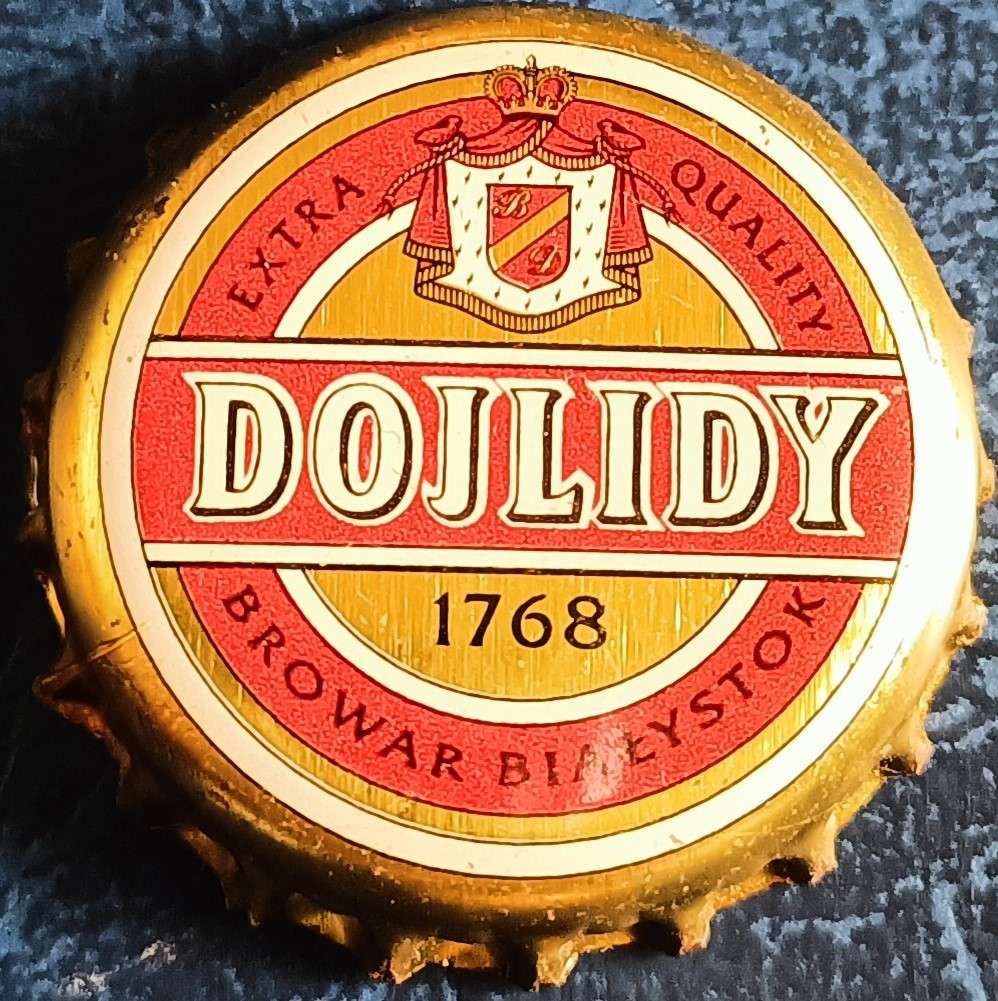 B
D
EXTRA QUALITY
DOJLIDY
1768
BROWAR BIAŁYSTOK